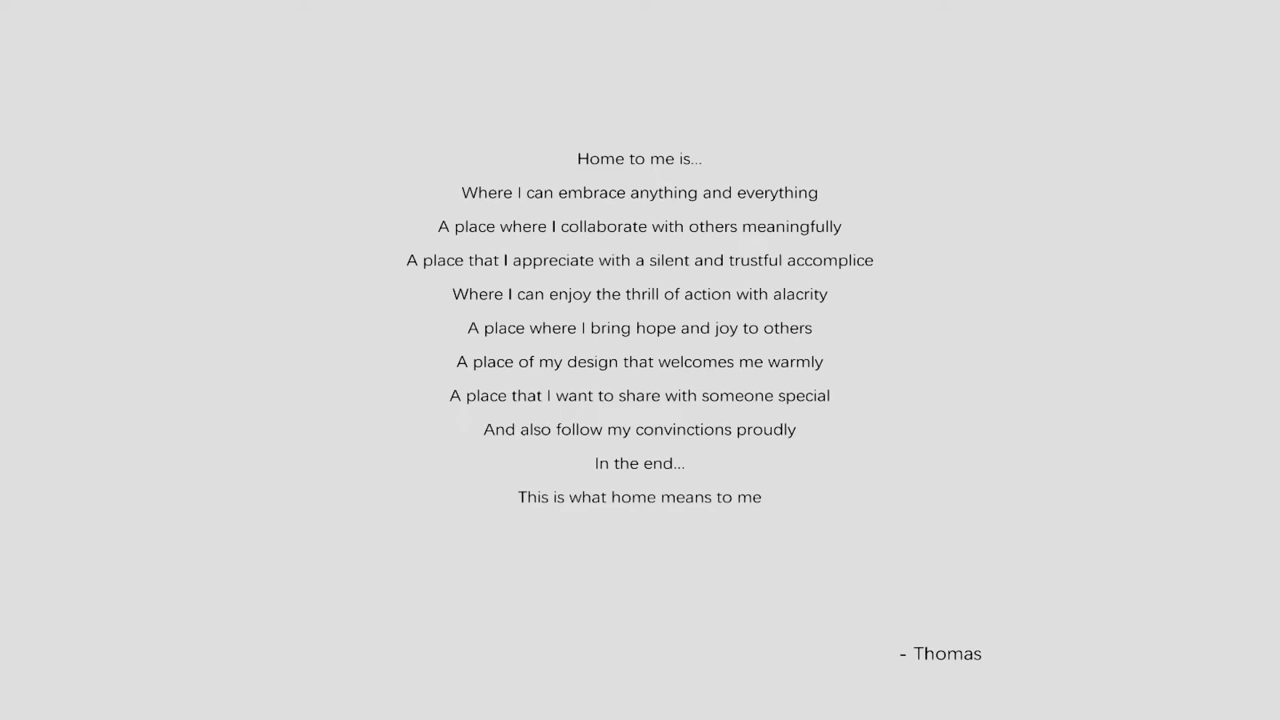 Home to me is...
Where I can embrace anything and everything
A place where I collaborate with others meaningfully
A place that I appreciate with a silent and trustful accomplice
Where I can enjoy the thrill of action with alacrity
A place where I bring hope and joy to others
A place of my design that welcomes me warmly
A place that I want to share with someone special
And also follow my convinctions proudly
In the end...
This is what home means to me
- Thomas